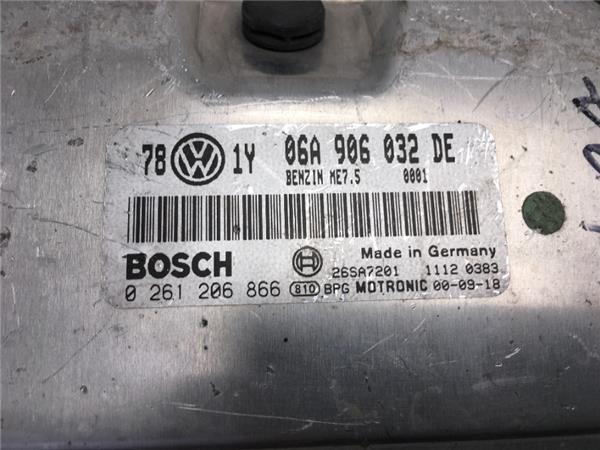 78 VW 1Y 06A 906 032 DE
BENZIN ME7.5 0001
BOSCH Made in Germany
26SA7201 1112 0383
0 261 206 866 810 BPG MOTRONIC 00-09-18